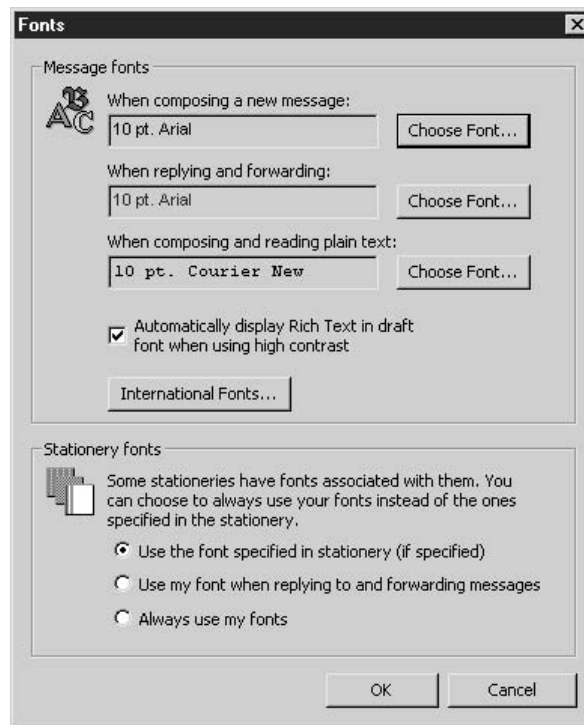 Fonts
Message fonts
When composing a new message:
10 pt. Arial
Choose Font...
When replying and forwarding:
10 pt. Arial
Choose Font...
When composing and reading plain text:
10 pt. Courier New
Choose Font...
Automatically display Rich Text in draft
font when using high contrast
International Fonts...
Stationery fonts
Some stationeries have fonts associated with them. You
can choose to always use your fonts instead of the ones
specified in the stationery.
Use the font specified in stationery (if specified)
Use my font when replying to and forwarding messages
Always use my fonts
OK
Cancel